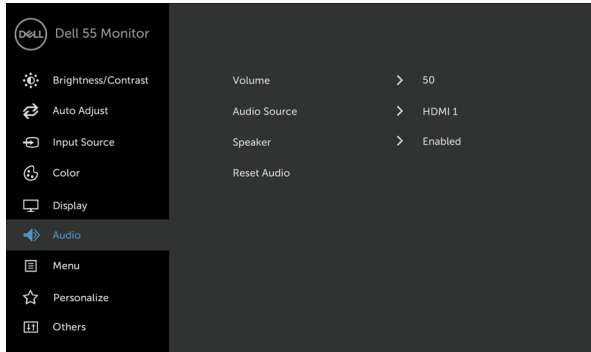 DELL Dell 55 Monitor
Brightness/Contrast
Auto Adjust
Input Source
Color
Display
Audio
Menu
Personalize
Others
Volume 50
Audio Source HDMI 1
Speaker Enabled
Reset Audio